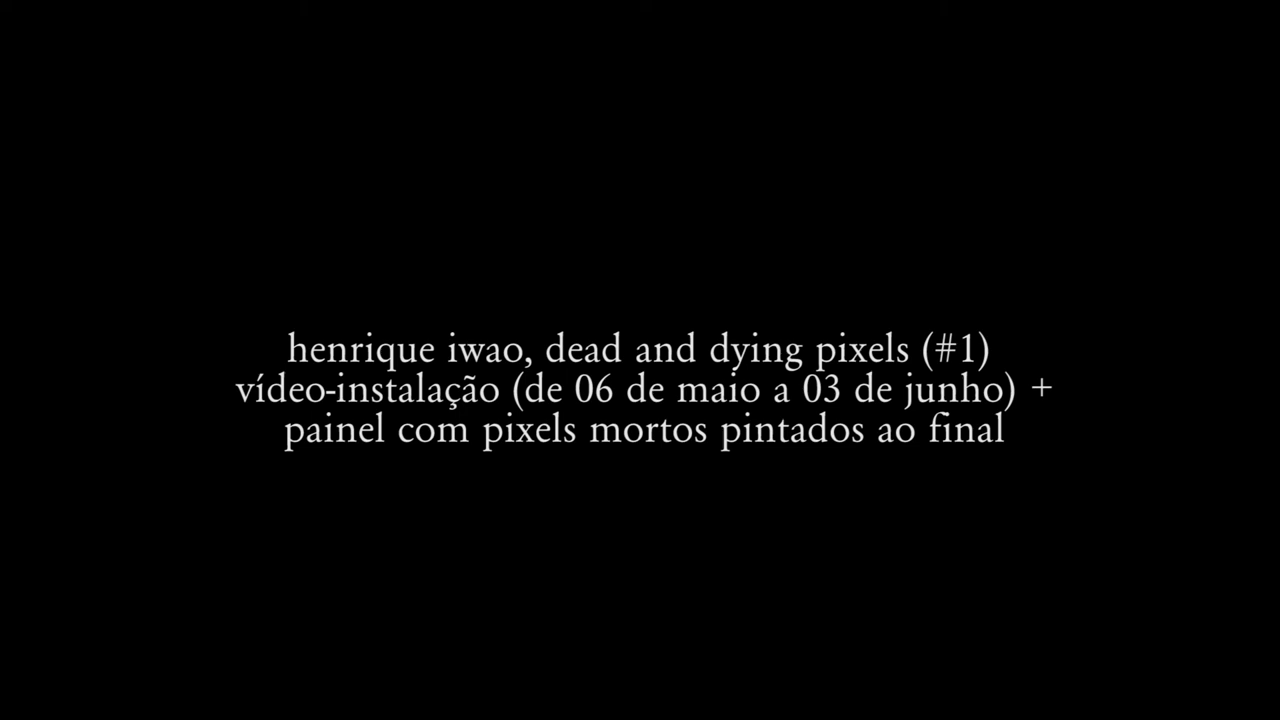 henrique iwao, dead and dying pixels (#1)
vídeo-instalação (de 06 de maio a 03 de junho) +
painel com pixels mortos pintados ao final